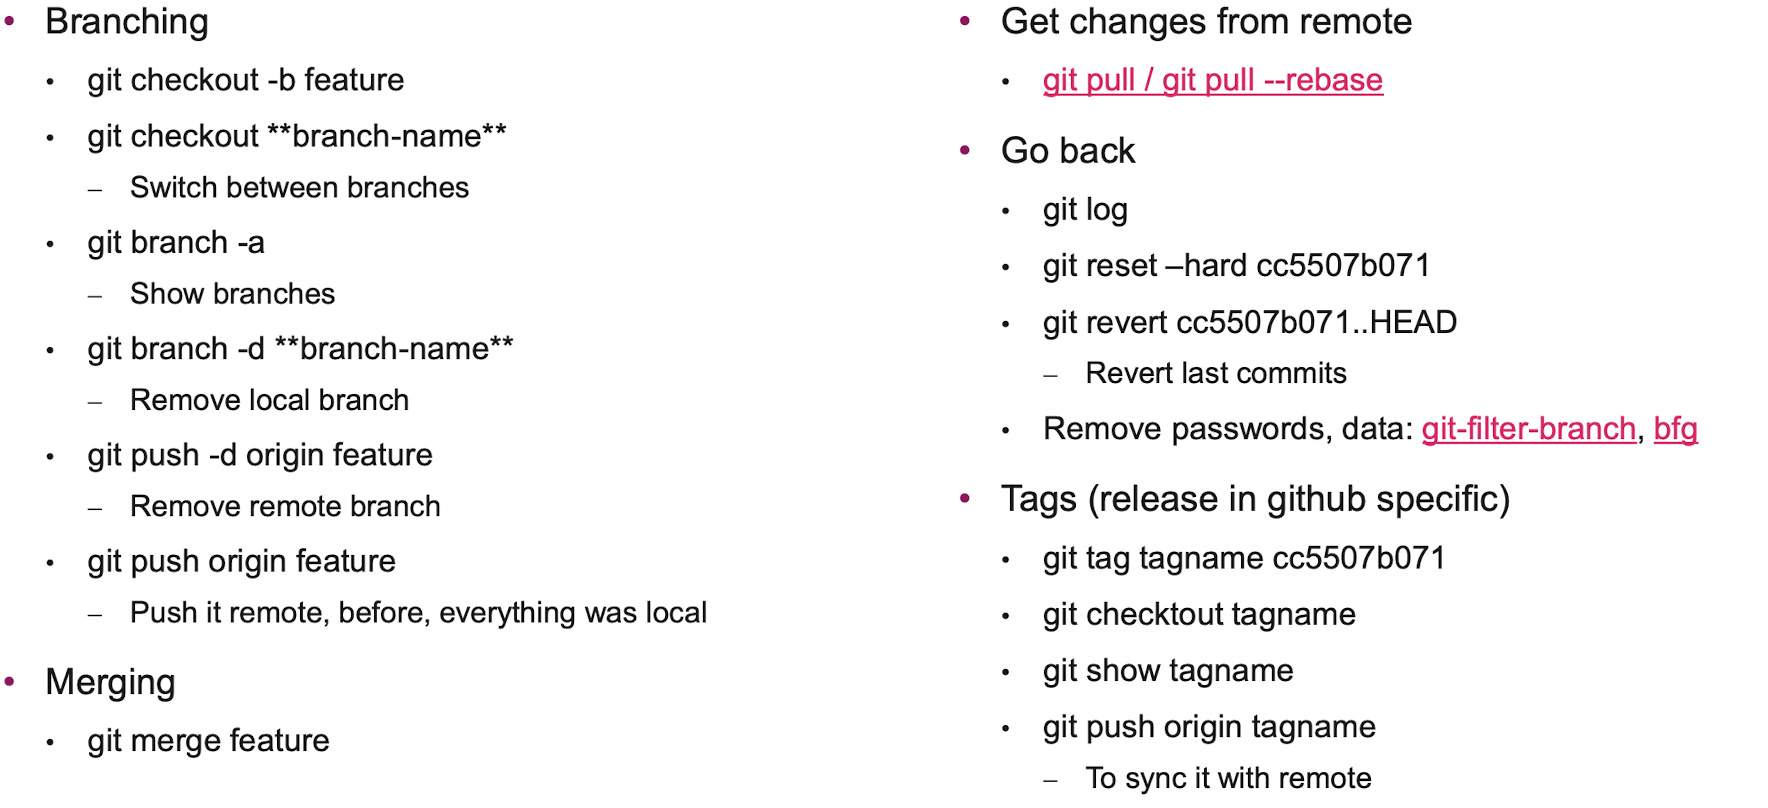 • Branching
• git checkout -b feature
• git checkout **branch-name**
– Switch between branches
• git branch -a
– Show branches
• git branch -d **branch-name**
– Remove local branch
• git push -d origin feature
– Remove remote branch
• git push origin feature
– Push it remote, before, everything was local
• Merging
• git merge feature
• Get changes from remote
• git pull / git pull --rebase
• Go back
• git log
• git reset –hard cc5507b071
• git revert cc5507b071..HEAD
– Revert last commits
• Remove passwords, data: git-filter-branch, bfg
• Tags (release in github specific)
• git tag tagname cc5507b071
• git checktout tagname
• git show tagname
• git push origin tagname
– To sync it with remote